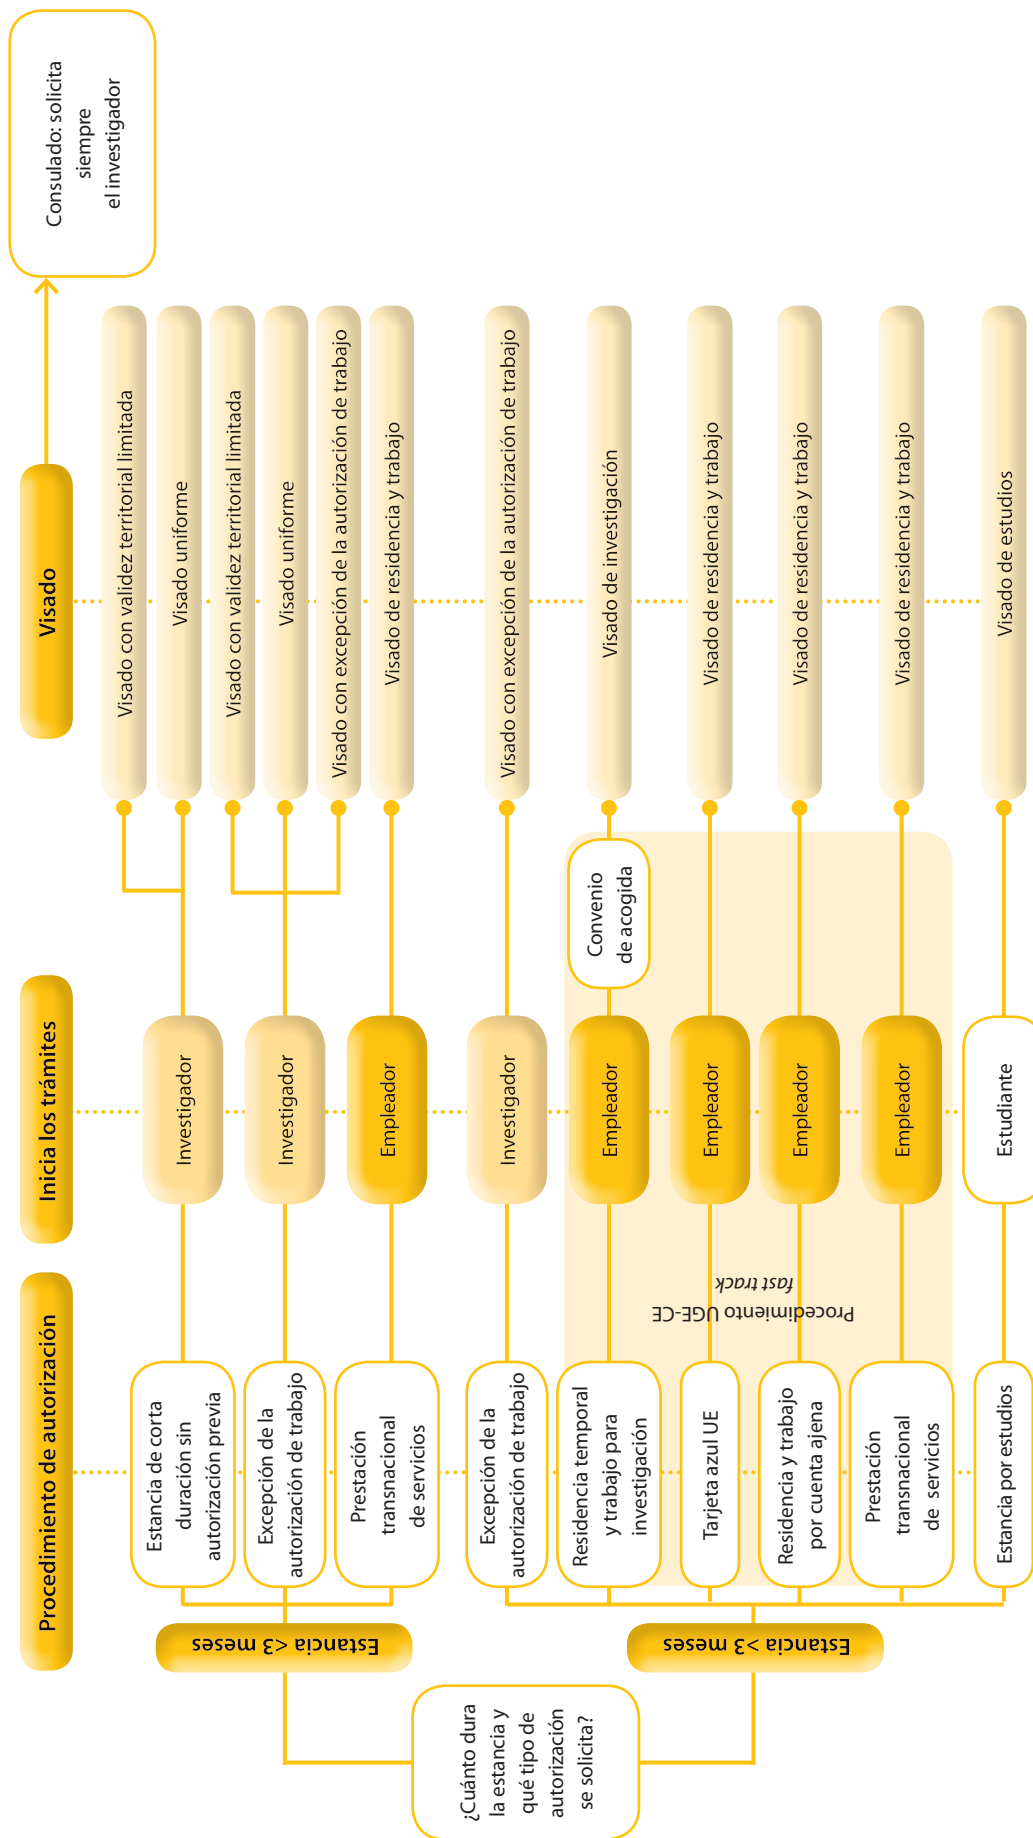 ¿Cuánto dura
la estancia y
qué tipo de
autorización
se solicita?
Procedimiento de autorización
Inicia los trámites
Visado
Consulado: solicita
siempre
el investigador
Estancia <3 meses
Estancia de corta
duración sin
autorización previa
Investigador
Visado con validez territorial limitada
Visado uniforme
Excepción de la
autorización de trabajo
Investigador
Visado con validez territorial limitada
Visado uniforme
Visado con excepción de la autorización de trabajo
Prestación
transnacional
de servicios
Empleador
Visado de residencia y trabajo
Estancia >3 meses
Excepción de la
autorización de trabajo
Investigador
Visado con excepción de la autorización de trabajo
Residencia temporal
y trabajo para
investigación
Empleador
Convenio
de acogida
Visado de investigación
Procedimiento UGE-CE
fast track
Tarjeta azul UE
Empleador
Visado de residencia y trabajo
Residencia y trabajo
por cuenta ajena
Empleador
Visado de residencia y trabajo
Prestación
transnacional
de servicios
Empleador
Visado de residencia y trabajo
Estancia por estudios
Estudiante
Visado de estudios